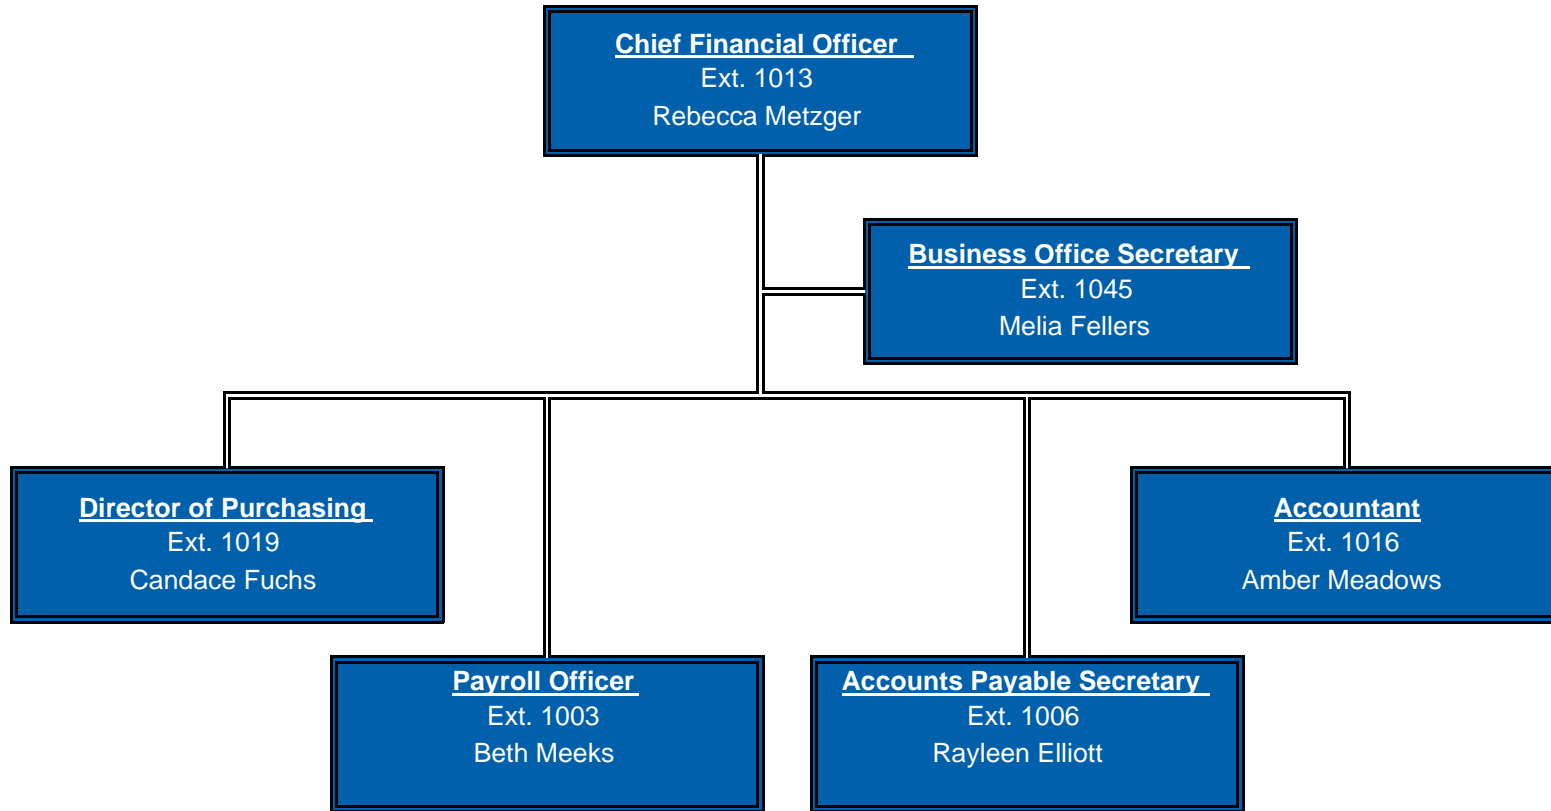 Chief Financial Officer
Ext. 1013
Rebecca Metzger
Business Office Secretary
Ext. 1045
Melia Fellers
Director of Purchasing
Ext. 1019
Candace Fuchs
Accountant
Ext. 1016
Amber Meadows
Payroll Officer
Ext. 1003
Beth Meeks
Accounts Payable Secretary
Ext. 1006
Rayleen Elliott